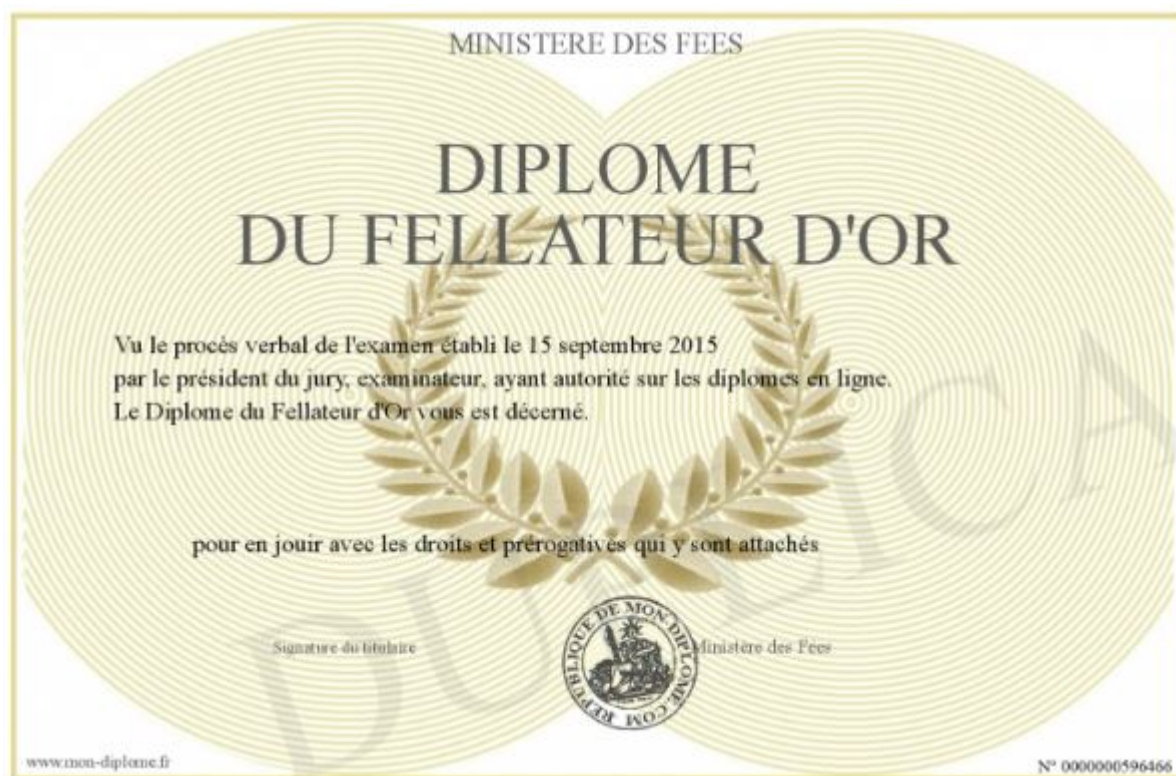 MINISTERE DES FEES
DIPLOME
DU FELLATEUR D'OR
Vu le procès verbal de l'examen établi le 15 septembre 2015
par le président du jury, examinateur, ayant autorité sur les diplomes en ligne.
Le Diplome du Fellateur d'Or vous est décerné.
pour en jouir avec les droits et prérogatives qui y sont attachés
Signature du titulaire
REPUBLIQUE DE MON DIPLOME.COM
Ministère des Fées
DUPLICA
www.mon-diplome.fr
N° 0000000596466